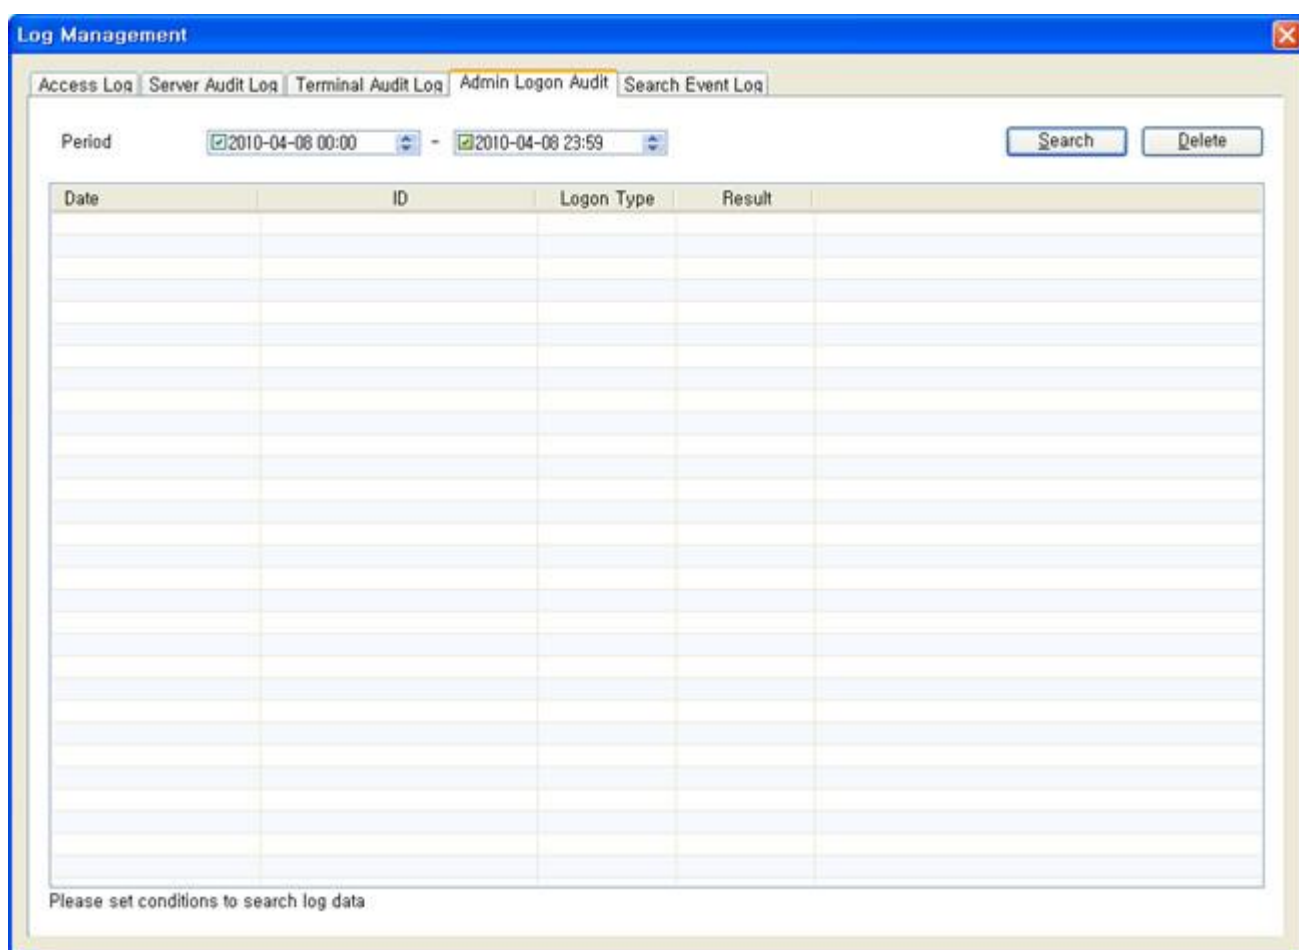 Log Management
Access Log Server Audit Log Terminal Audit Log Admin Logon Audit Search Event Log
Period 2010-04-08 00:00 - 2010-04-08 23:59 Search Delete
Date ID Logon Type Result
Please set conditions to search log data